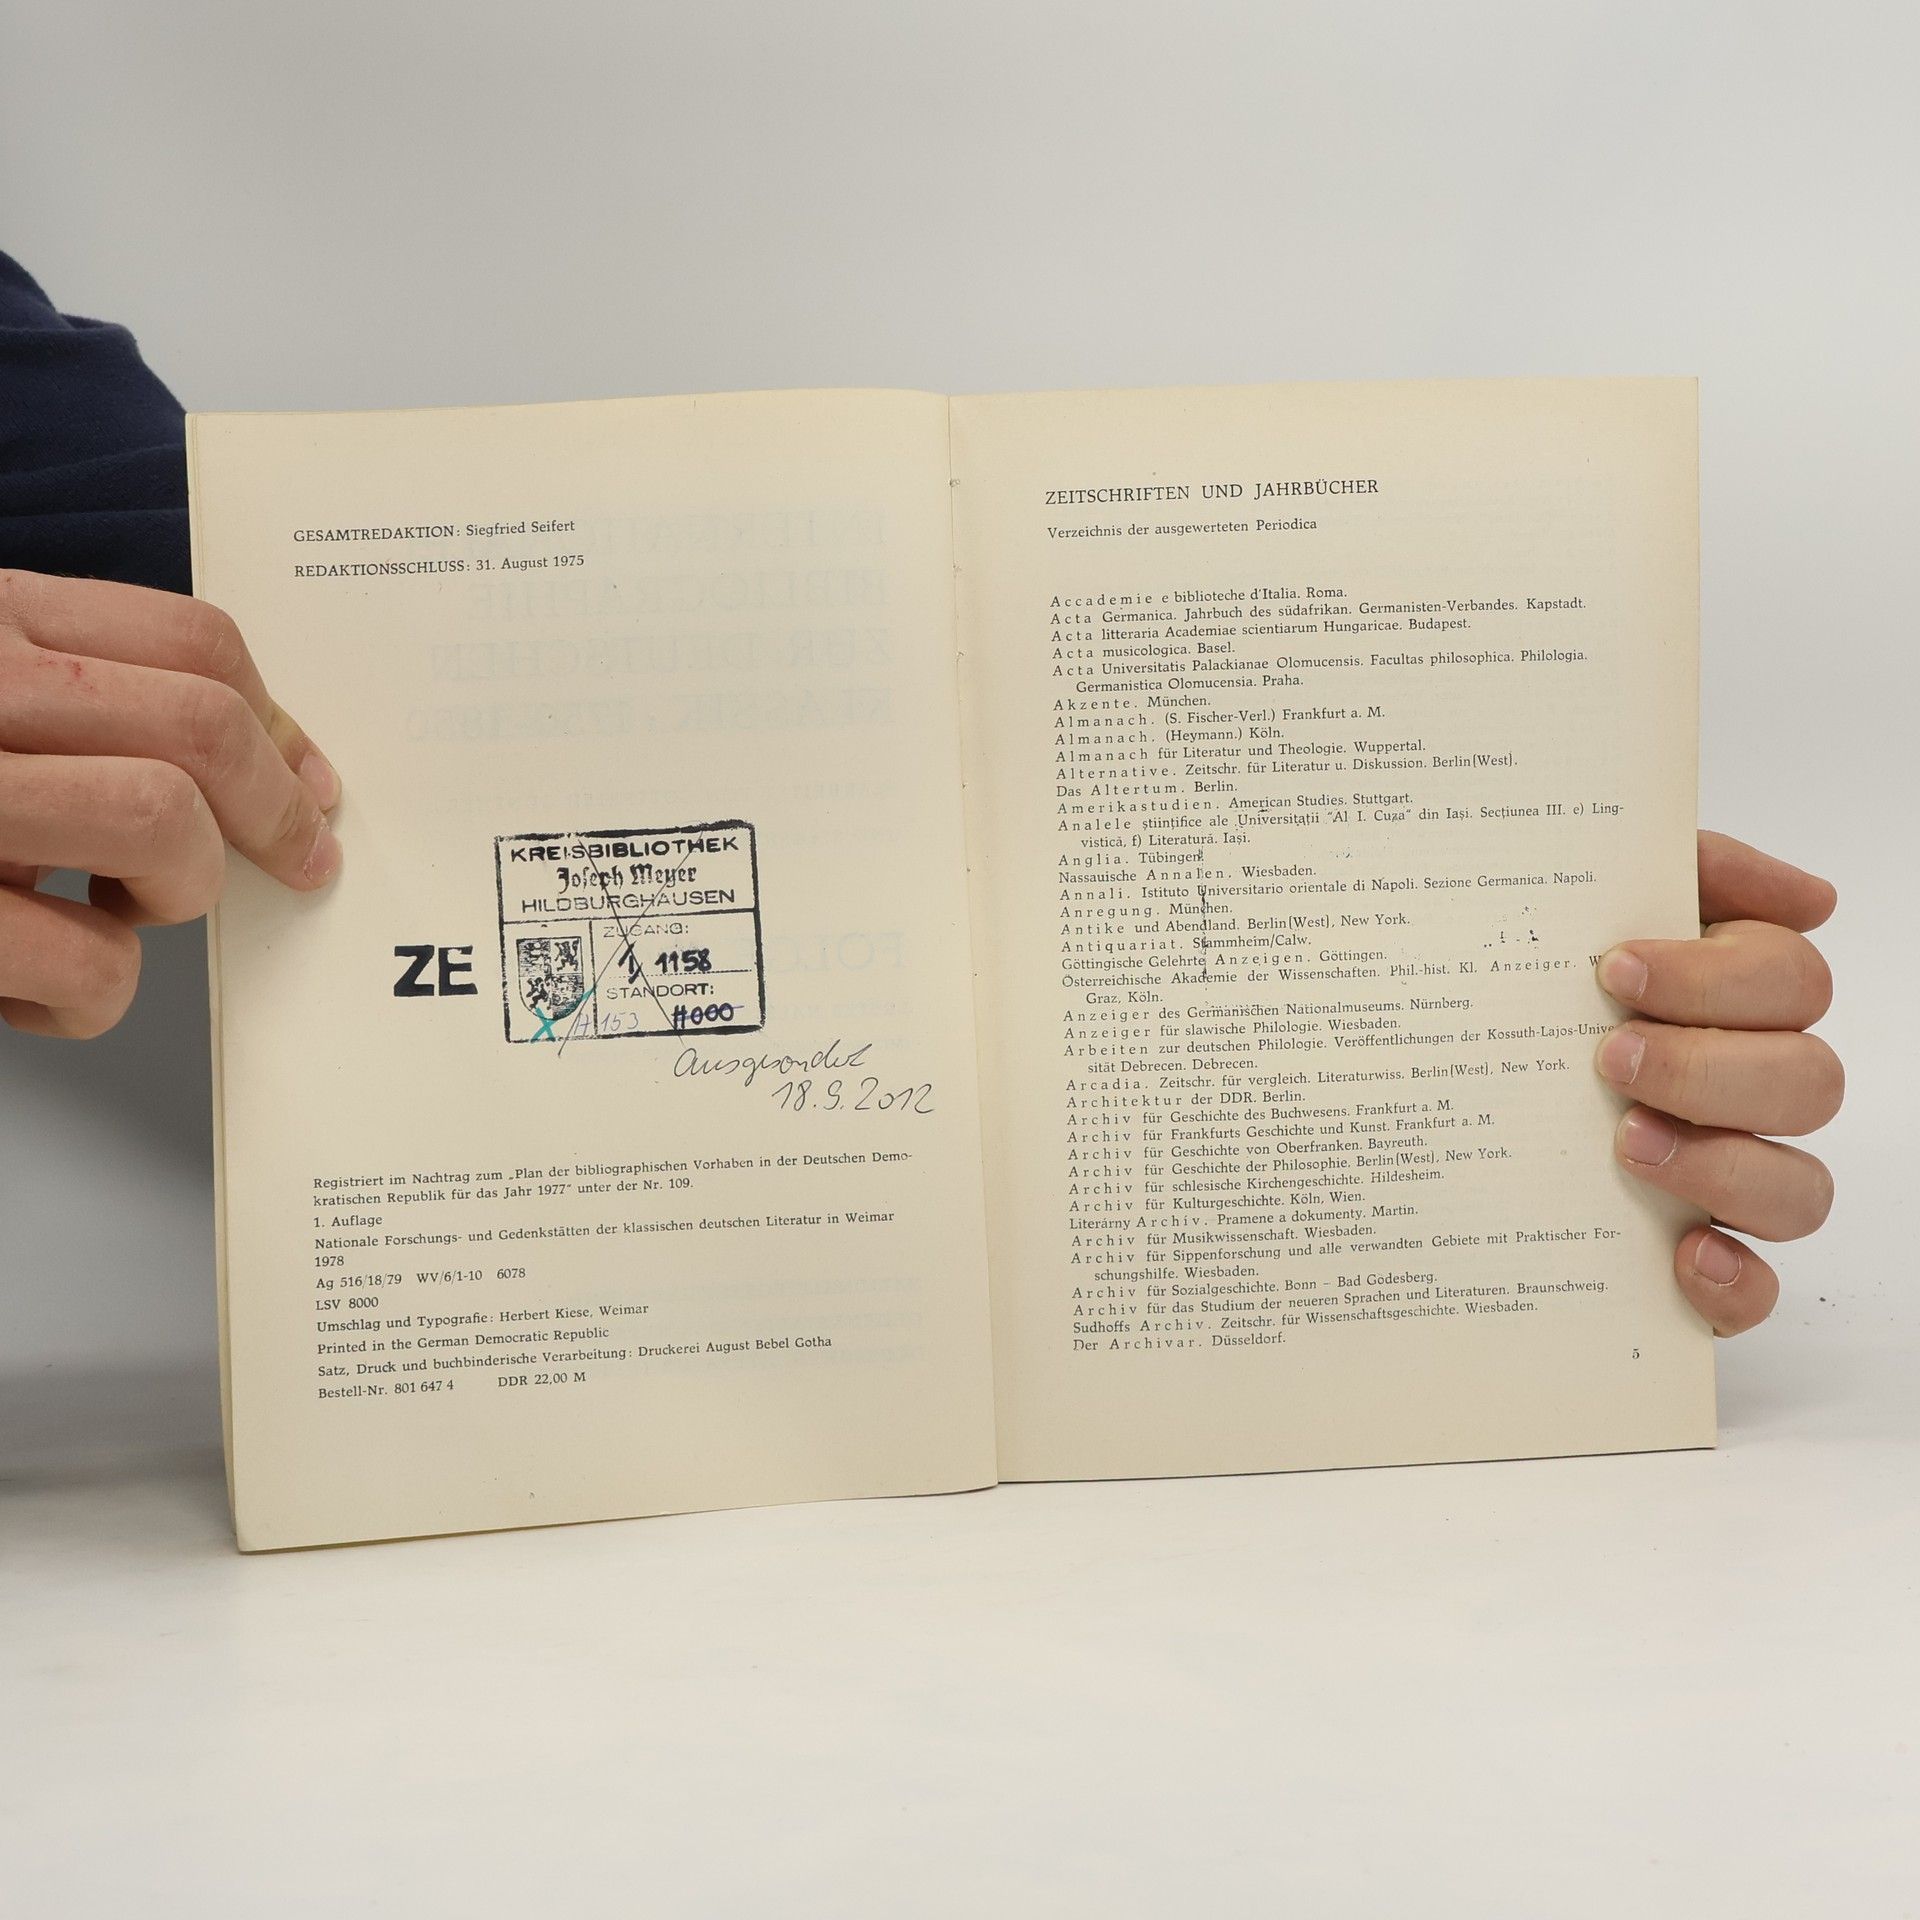 GESAMTREDAKTION: Siegfried Seifert
REDAKTIONSSCHLUSS: 31. August 1975
KREISBIBLIOTHEK
Joseph Meyer
HILDBURGHAUSEN
ZUGANG:
1 1158
STANDORT:
H 153 H000
ZE
Ausgesondert
18.9.2012
Registriert im Nachtrag zum „Plan der bibliographischen Vorhaben in der Deutschen Demo-
kratischen Republik für das Jahr 1977“ unter der Nr. 109.
1. Auflage
Nationale Forschungs- und Gedenkstätten der klassischen deutschen Literatur in Weimar
1978
Ag 516/18/79 WV/6/1-10 6078
LSV 8000
Umschlag und Typografie: Herbert Kiese, Weimar
Printed in the German Democratic Republic
Satz, Druck und buchbinderische Verarbeitung: Druckerei August Bebel Gotha
Bestell-Nr. 801 647 4 DDR 22,00 M
ZEITSCHRIFTEN UND JAHRBÜCHER
Verzeichnis der ausgewerteten Periodica
Accademie e biblioteche d'Italia. Roma.
Acta Germanica. Jahrbuch des südafrikan. Germanisten-Verbandes. Kapstadt.
Acta litteraria Academiae scientiarum Hungaricae. Budapest.
Acta musicologica. Basel.
Acta Universitatis Palackianae Olomucensis. Facultas philosophica. Philologia.
Germanistica Olomucensia. Praha.
Akzente. München.
Almanach. (S. Fischer-Verl.) Frankfurt a. M.
Almanach. (Heymann.) Köln.
Almanach für Literatur und Theologie. Wuppertal.
Alternative. Zeitschr. für Literatur u. Diskussion. Berlin(West).
Das Altertum. Berlin.
Amerikastudien. American Studies. Stuttgart.
Analele științifice ale Universitații "Al I. Cuza" din Iași. Secțiunea III. e) Ling-
vistică, f) Literatură. Iași.
Anglia. Tübingen.
Nassauische Annalen. Wiesbaden.
Annali. Istituto Universitario orientale di Napoli. Sezione Germanica. Napoli.
Anregung. München.
Antike und Abendland. Berlin(West), New York.
Antiquariat. Stammheim/Calw.
Göttingische Gelehrte Anzeigen. Göttingen.
Österreichische Akademie der Wissenschaften. Phil.-hist. Kl. Anzeiger. W
Graz, Köln.
Anzeiger des Germanischen Nationalmuseums. Nürnberg.
Anzeiger für slawische Philologie. Wiesbaden.
Arbeiten zur deutschen Philologie. Veröffentlichungen der Kossuth-Lajos-Unive
sität Debrecen. Debrecen.
Arcadia. Zeitschr. für vergleich. Literaturwiss. Berlin(West), New York.
Architektur der DDR. Berlin.
Archiv für Geschichte des Buchwesens. Frankfurt a. M.
Archiv für Frankfurts Geschichte und Kunst. Frankfurt a. M.
Archiv für Geschichte von Oberfranken. Bayreuth.
Archiv für Geschichte der Philosophie. Berlin(West), New York.
Archiv für schlesische Kirchengeschichte. Hildesheim.
Archiv für Kulturgeschichte. Köln, Wien.
Literárny Archív. Pramene a dokumenty. Martin.
Archiv für Musikwissenschaft. Wiesbaden.
Archiv für Sippenforschung und alle verwandten Gebiete mit Praktischer For-
schungshilfe. Wiesbaden.
Archiv für Sozialgeschichte. Bonn – Bad Godesberg.
Archiv für das Studium der neueren Sprachen und Literaturen. Braunschweig.
Sudhoffs Archiv. Zeitschr. für Wissenschaftsgeschichte. Wiesbaden.
Der Archivar. Düsseldorf.
5